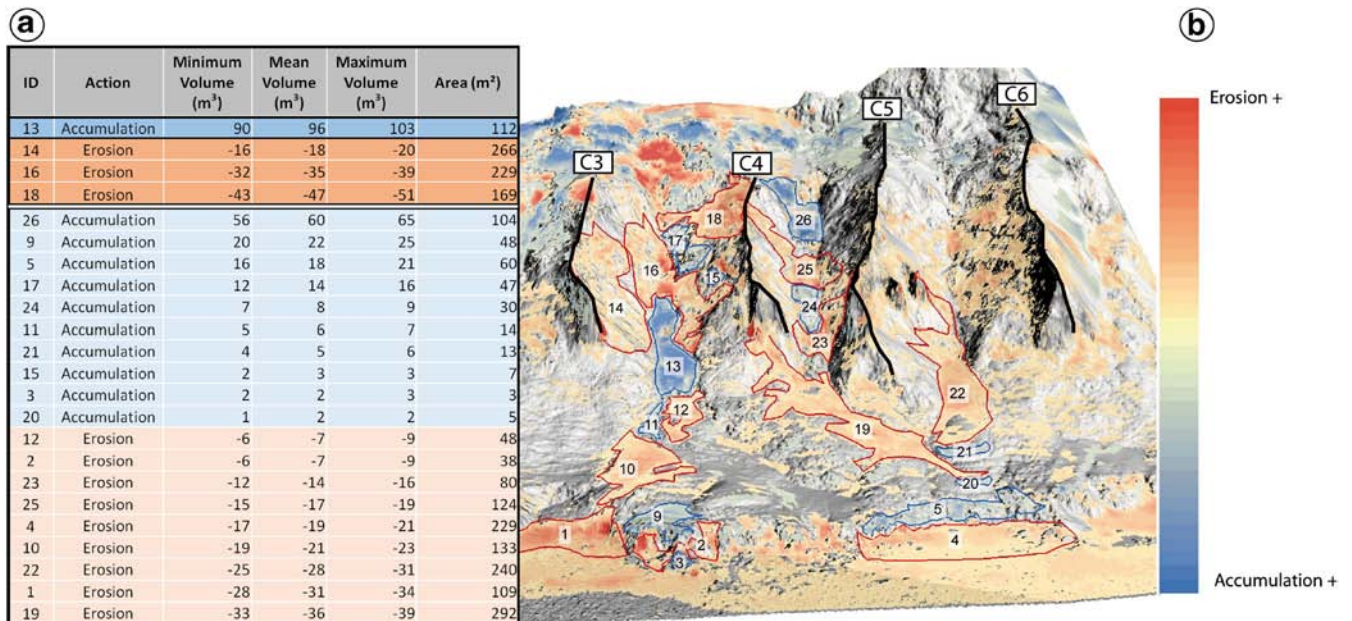 a
b
ID Action Minimum Volume (m³) Mean Volume (m³) Maximum Volume (m³) Area (m²)
13 Accumulation 90 96 103 112
14 Erosion -16 -18 -20 266
16 Erosion -32 -35 -39 229
18 Erosion -43 -47 -51 169
26 Accumulation 56 60 65 104
9 Accumulation 20 22 25 48
5 Accumulation 16 18 21 60
17 Accumulation 12 14 16 47
24 Accumulation 7 8 9 30
11 Accumulation 5 6 7 14
21 Accumulation 4 5 6 13
15 Accumulation 2 3 3 7
3 Accumulation 2 2 3 3
20 Accumulation 1 2 2 5
12 Erosion -6 -7 -9 48
2 Erosion -6 -7 -9 38
23 Erosion -12 -14 -16 80
25 Erosion -15 -17 -19 124
4 Erosion -17 -19 -21 229
10 Erosion -19 -21 -23 133
22 Erosion -25 -28 -31 240
1 Erosion -28 -31 -34 109
19 Erosion -33 -36 -39 292
C6
C5
C3
C4
18
26
17
16
25
15
14
24
23
13
22
12
11
19
21
10
20
5
9
1
2
4
3
Erosion +
Accumulation +